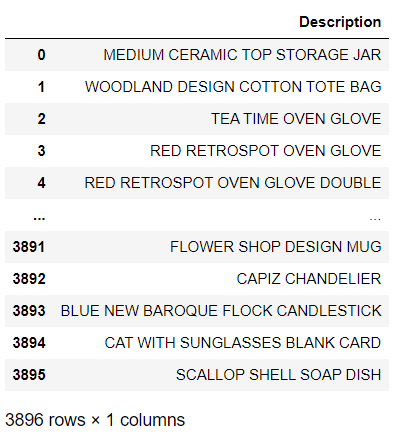 Description
0 MEDIUM CERAMIC TOP STORAGE JAR
1 WOODLAND DESIGN COTTON TOTE BAG
2 TEA TIME OVEN GLOVE
3 RED RETROSPOT OVEN GLOVE
4 RED RETROSPOT OVEN GLOVE DOUBLE
... ...
3891 FLOWER SHOP DESIGN MUG
3892 CAPIZ CHANDELIER
3893 BLUE NEW BAROQUE FLOCK CANDLESTICK
3894 CAT WITH SUNGLASSES BLANK CARD
3895 SCALLOP SHELL SOAP DISH
3896 rows × 1 columns